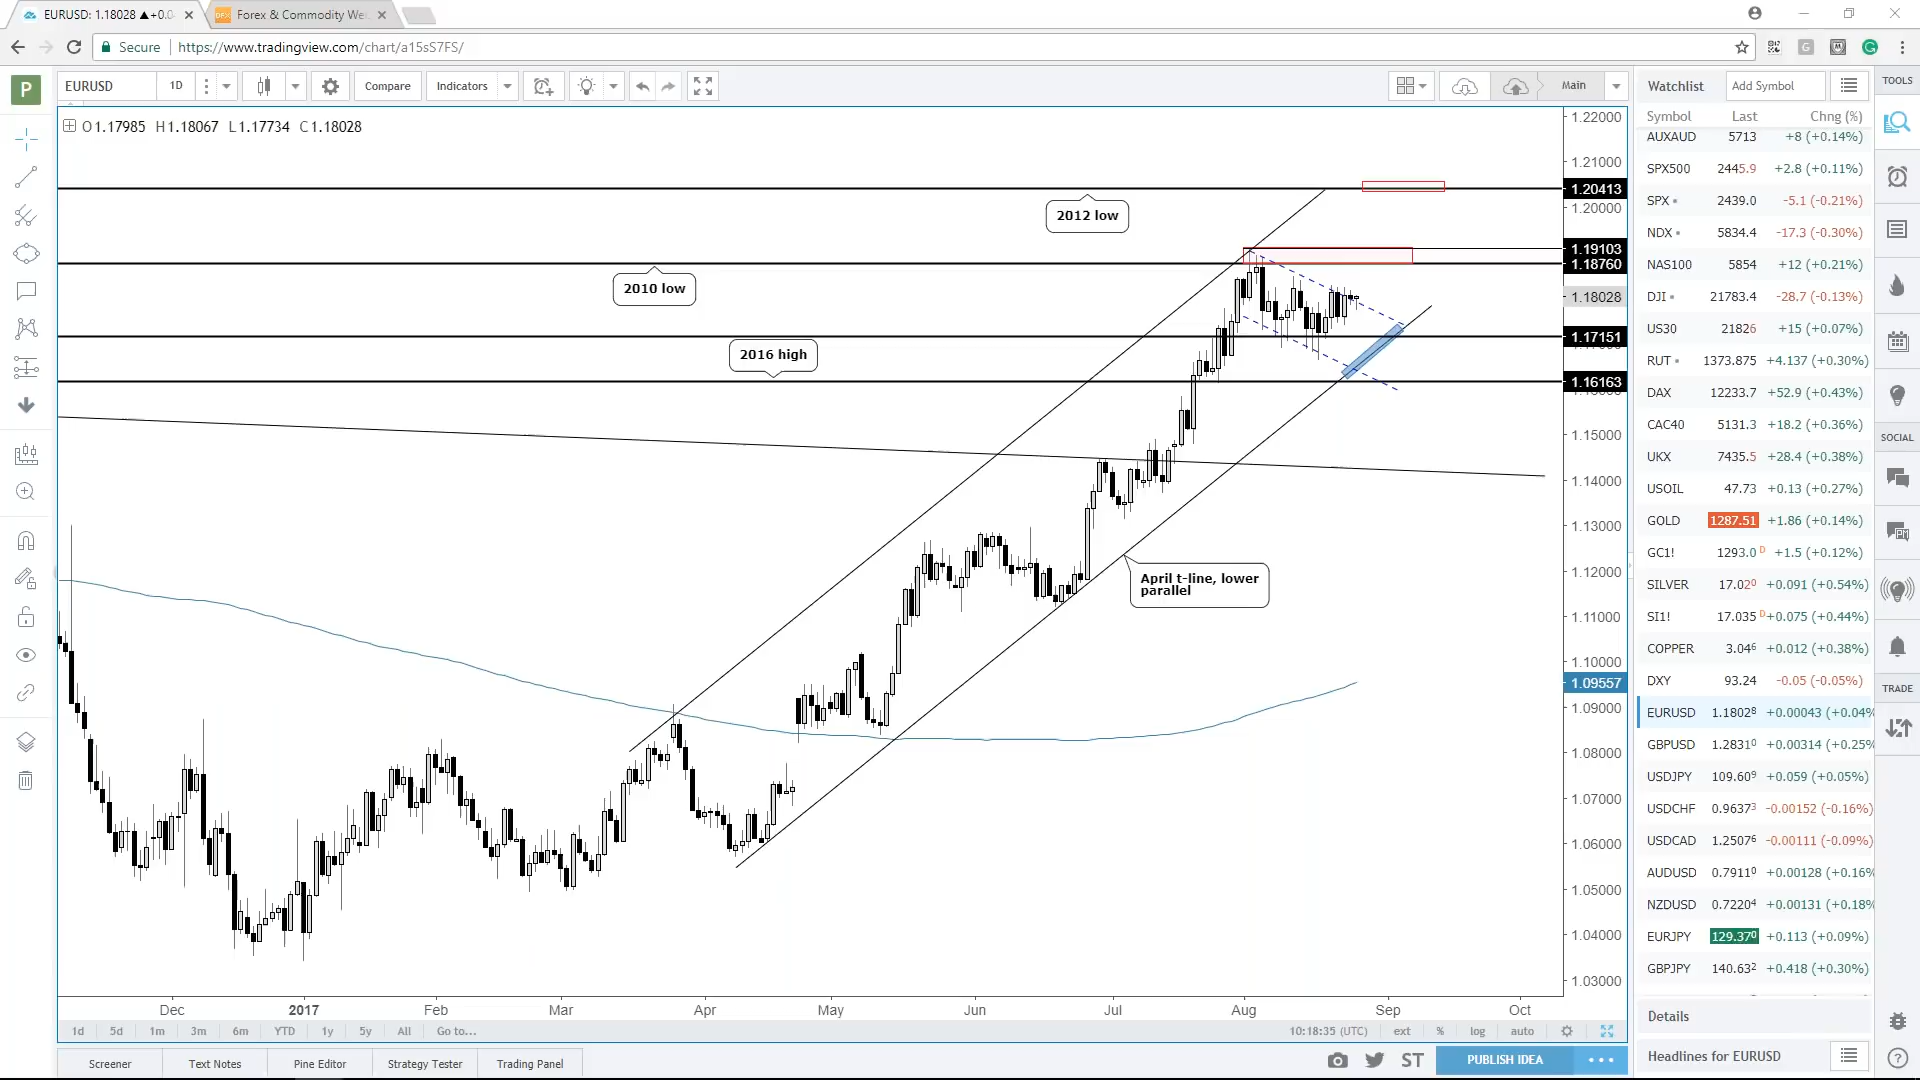 EURUSD: 1.18028 ▲+0.0
Forex & Commodity We
Secure https://www.tradingview.com/chart/a15sS7FS/
P EURUSD 1D Compare Indicators Main
Watchlist Add Symbol TOOLS
O1.17985 H1.18067 L1.17734 C1.18028
Symbol Last Chng (%)
AUXAUD 5713 +8 (+0.14%)
SPX500 2445.9 +2.8 (+0.11%)
SPX 2439.0 -5.1 (-0.21%)
NDX 5834.4 -17.3 (-0.30%)
NAS100 5854 +12 (+0.21%)
DJI 21783.4 -28.7 (-0.13%)
US30 21826 +15 (+0.07%)
RUT 1373.875 +4.137 (+0.30%)
DAX 12233.7 +52.9 (+0.43%)
CAC40 5131.3 +18.2 (+0.36%)
UKX 7435.5 +28.4 (+0.38%)
USOIL 47.73 +0.13 (+0.27%)
GOLD 1287.51 +1.86 (+0.14%)
GC1! 1293.0 D +1.5 (+0.12%)
SILVER 17.020 +0.091 (+0.54%)
SI1! 17.035 D +0.075 (+0.44%)
COPPER 3.046 +0.012 (+0.38%)
DXY 93.24 -0.05 (-0.05%)
EURUSD 1.18028 +0.00043 (+0.04%
GBPUSD 1.28310 +0.00314 (+0.25%
USDJPY 109.609 +0.059 (+0.05%)
USDCHF 0.96373 -0.00152 (-0.16%)
USDCAD 1.25076 -0.00111 (-0.09%)
AUDUSD 0.79110 +0.00128 (+0.16%
NZDUSD 0.72204 +0.00131 (+0.18%
EURJPY 129.370 +0.113 (+0.09%)
GBPJPY 140.632 +0.418 (+0.30%)
Details
Headlines for EURUSD
SOCIAL
TRADE
2012 low
2010 low
2016 high
April t-line, lower
parallel
1.22000
1.21000
1.20413
1.20000
1.19103
1.18760
1.18028
1.17151
1.16163
1.15000
1.14000
1.13000
1.12000
1.11000
1.10000
1.09557
1.09000
1.08000
1.07000
1.06000
1.05000
1.04000
1.03000
Dec 2017 Feb Mar Apr May Jun Jul Aug Sep Oct
1d 5d 1m 3m 6m YTD 1y 5y All Go to... 10:18:35 (UTC) ext % log auto
Screener Text Notes Pine Editor Strategy Tester Trading Panel ST PUBLISH IDEA